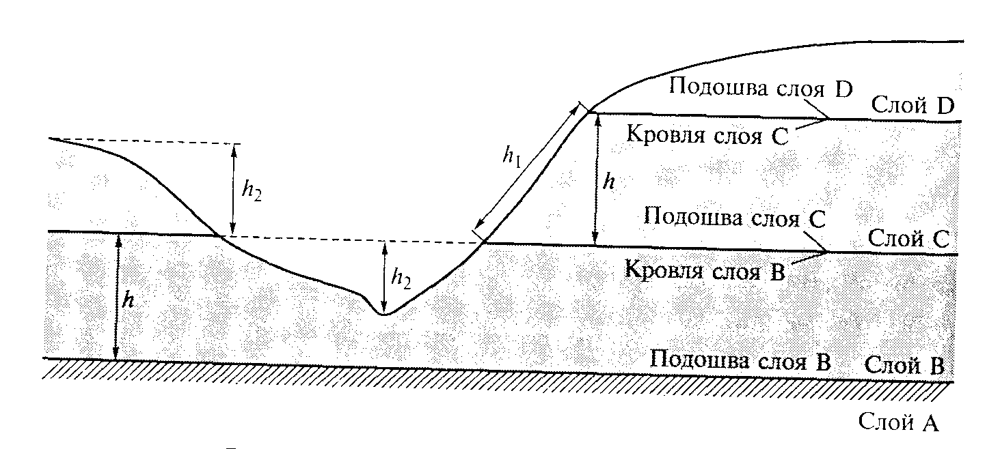 Подошва слоя D
Слой D
Кровля слоя C
h₁
h
h₂
Подошва слоя C
Слой C
h₂
Кровля слоя B
h
Подошва слоя B
Слой B
Слой A